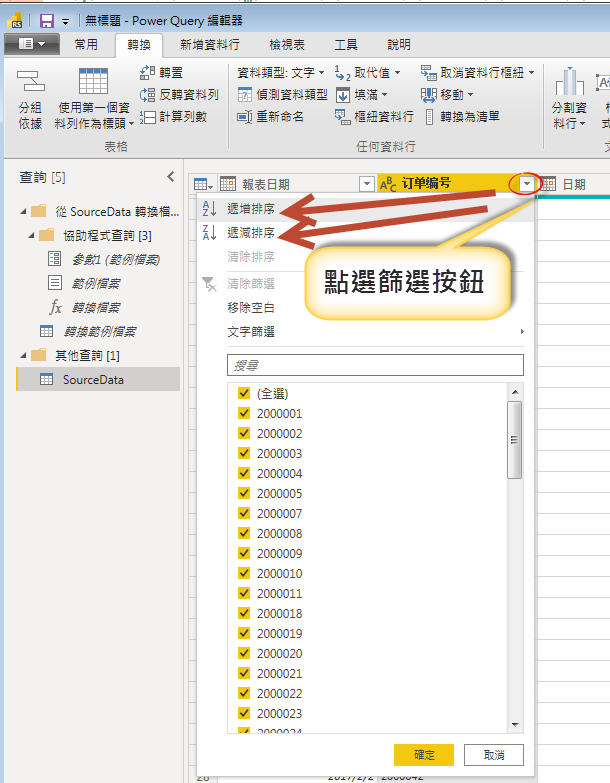 無標題 - Power Query 編輯器
常用 轉換 新增資料行 檢視表 工具 說明
分組依據
使用第一個資料列作為標頭
轉置
反轉資料列
計算列數
表格
資料類型: 文字
偵測資料類型
重新命名
取代值
填滿
樞紐資料行
取消資料行樞紐
移動
轉換為清單
任何資料行
分割資料行
查詢 [5]
從 SourceData 轉換檔...
協助程式查詢 [3]
參數1 (範例檔案)
範例檔案
fx 轉換檔案
轉換範例檔案
其他查詢 [1]
SourceData
報表日期 ABC 订单编号 日期
遞增排序
遞減排序
清除排序
清除篩選
移除空白
文字篩選
點選篩選按鈕
搜尋
(全選)
2000001
2000002
2000003
2000004
2000005
2000007
2000008
2000009
2000010
2000011
2000018
2000019
2000020
2000021
2000022
2000023
2000024
確定 取消
28 2017/2/2 2000042